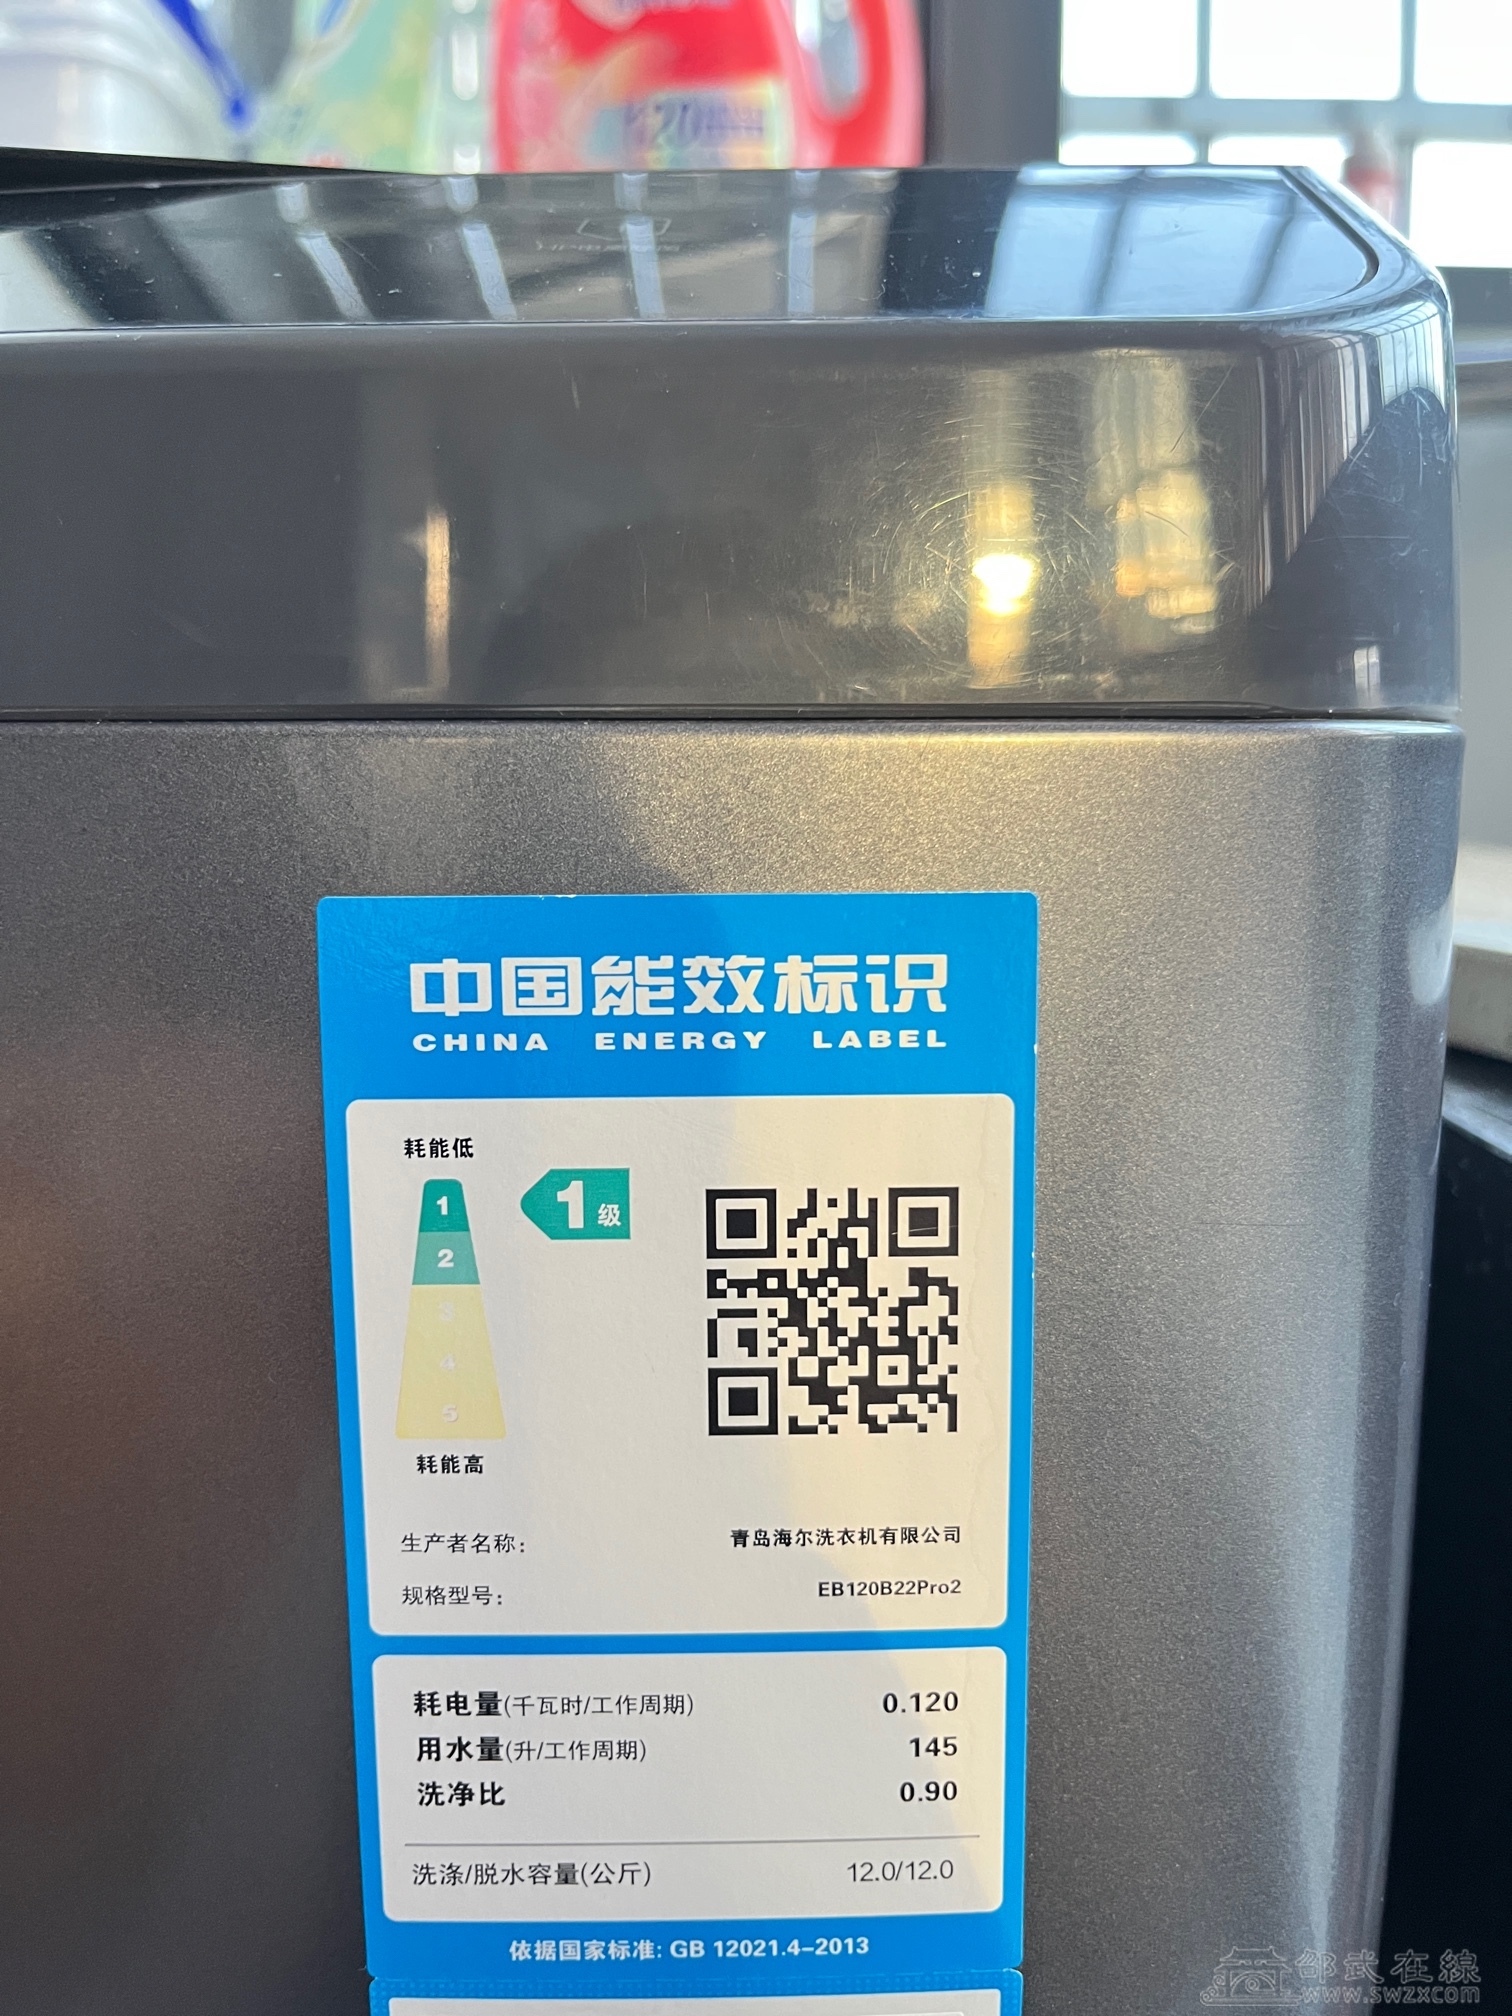 中国能效标识
CHINA ENERGY LABEL
耗能低
1
1级
2
3
4
5
耗能高
生产者名称: 青岛海尔洗衣机有限公司
规格型号: EB120B22Pro2
耗电量(千瓦时/工作周期) 0.120
用水量(升/工作周期) 145
洗净比 0.90
洗涤/脱水容量(公斤) 12.0/12.0
依据国家标准: GB 12021.4-2013
邵武在線
www.swzx.com